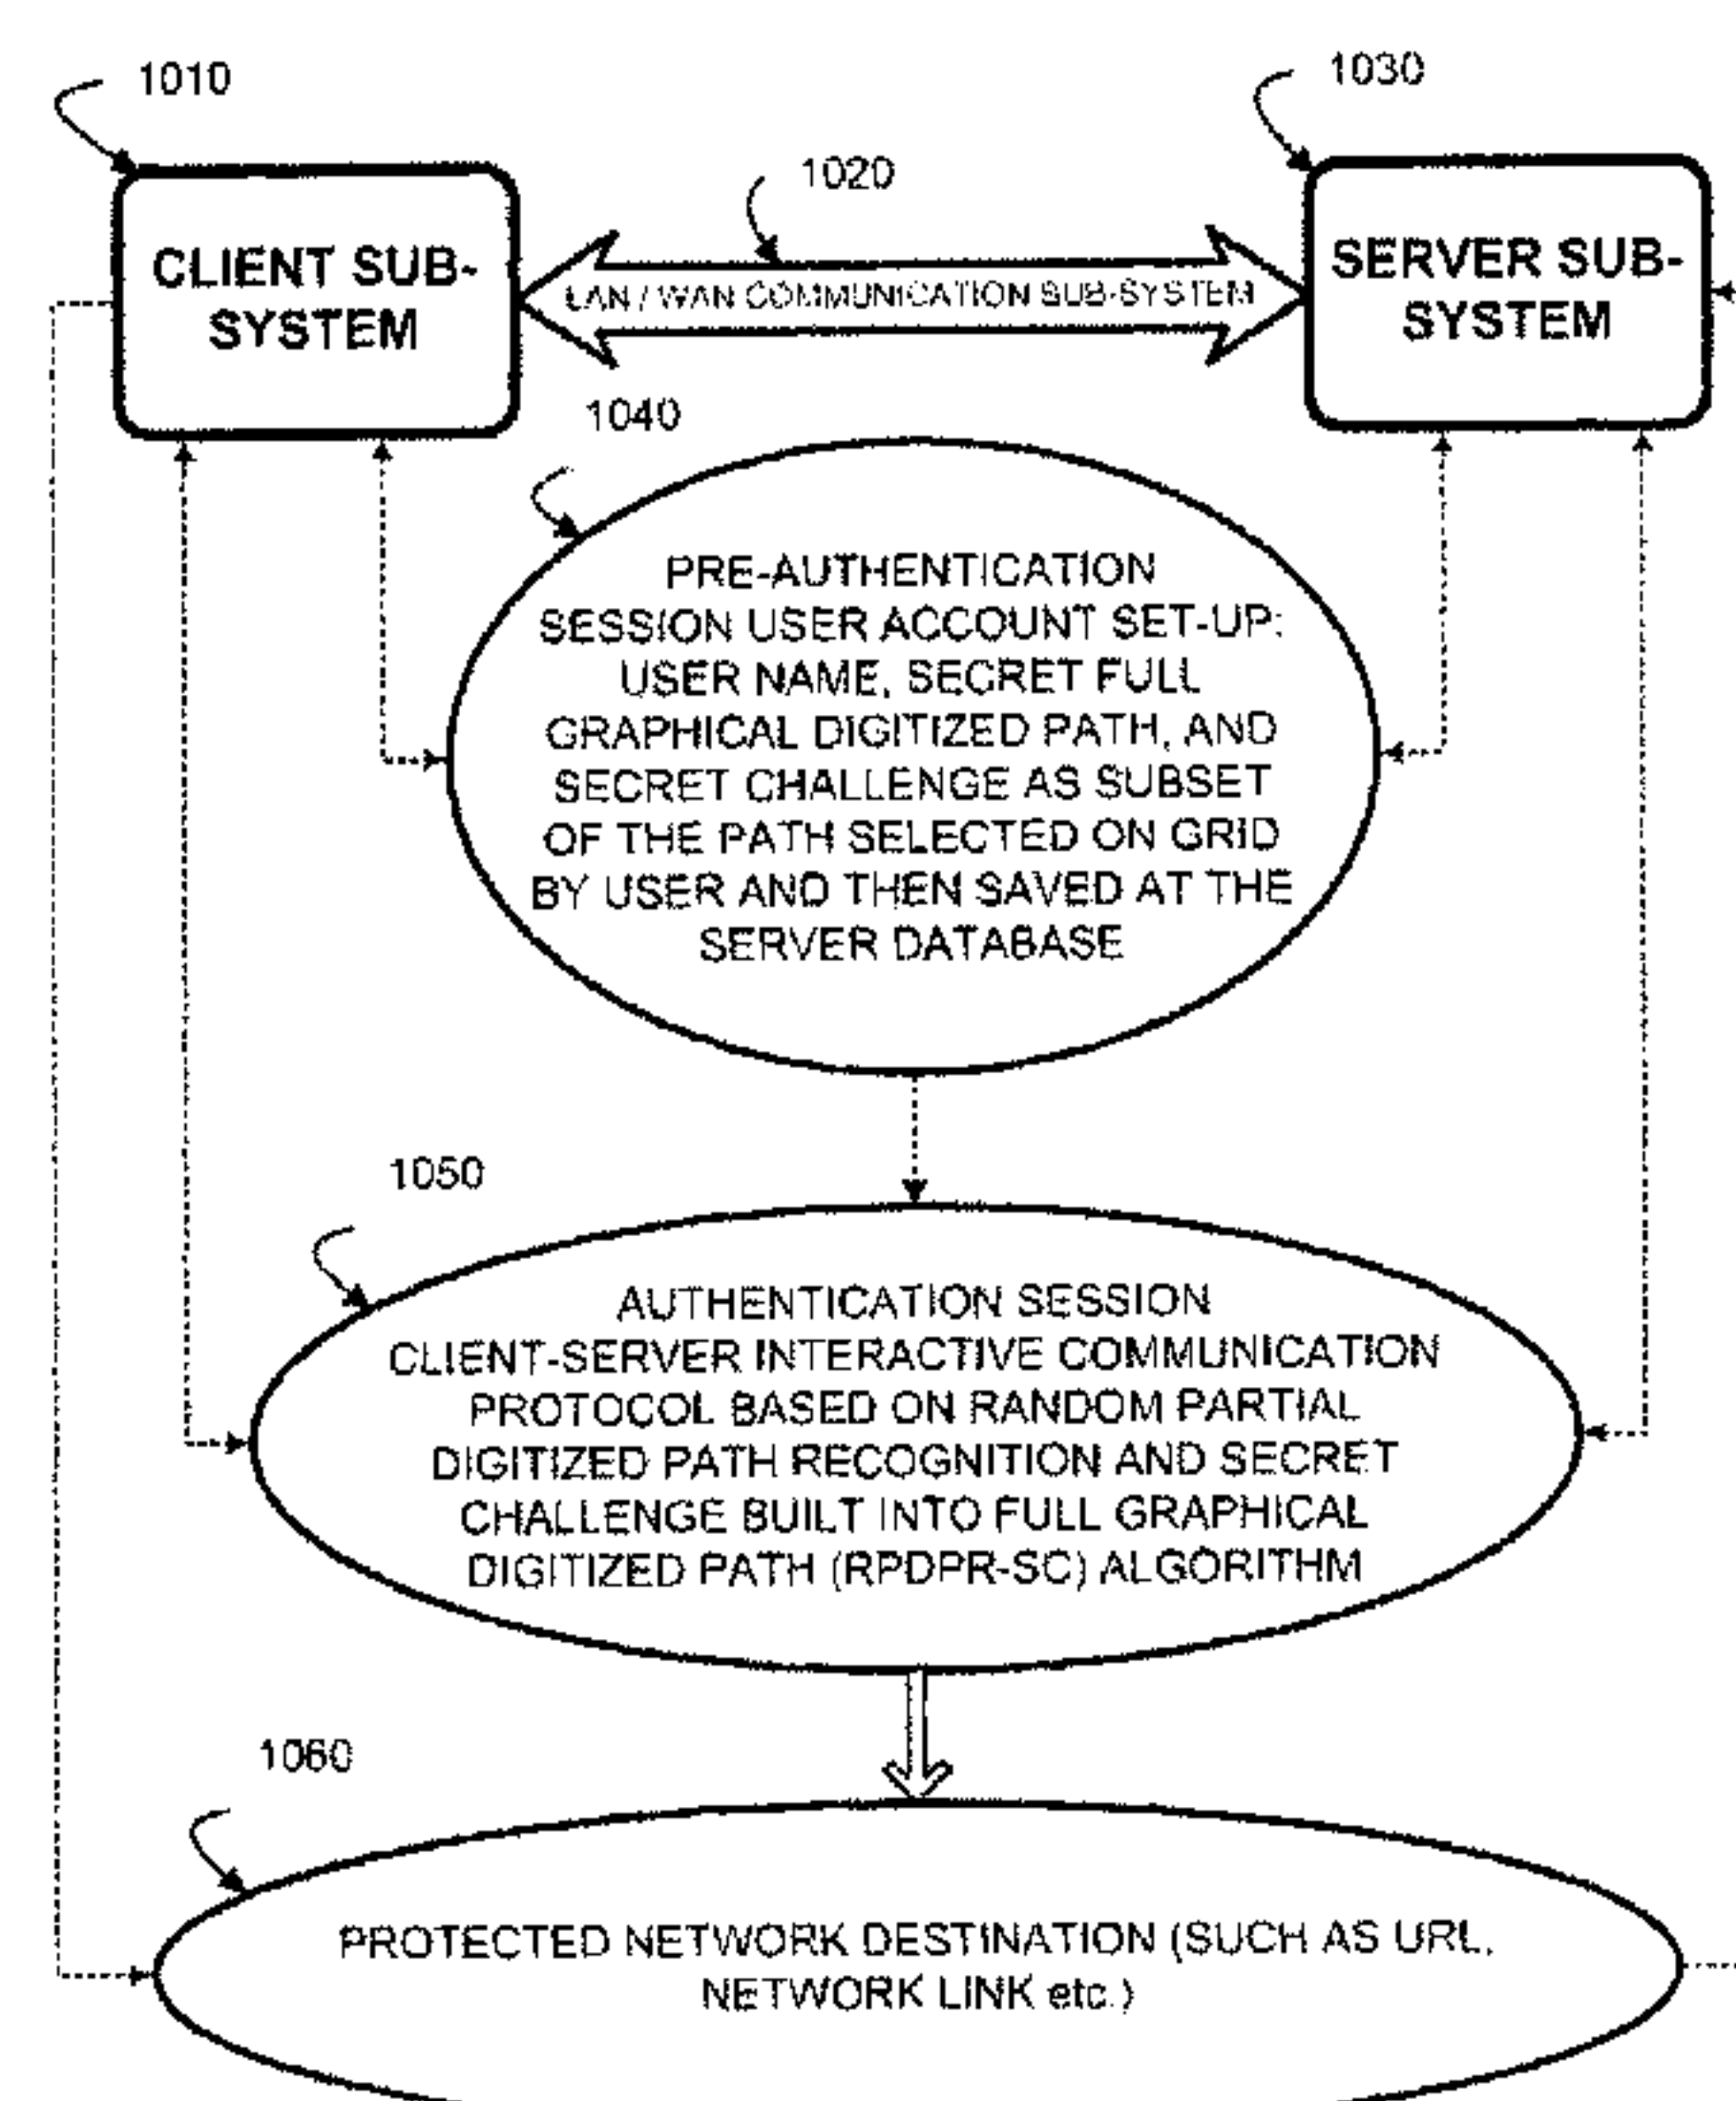 1010
1030
1020
CLIENT SUB-
SYSTEM
LAN / WAN COMMUNICATION SUB-SYSTEM
SERVER SUB-
SYSTEM
1040
PRE-AUTHENTICATION
SESSION USER ACCOUNT SET-UP:
USER NAME, SECRET FULL
GRAPHICAL DIGITIZED PATH, AND
SECRET CHALLENGE AS SUBSET
OF THE PATH SELECTED ON GRID
BY USER AND THEN SAVED AT THE
SERVER DATABASE
1050
AUTHENTICATION SESSION
CLIENT-SERVER INTERACTIVE COMMUNICATION
PROTOCOL BASED ON RANDOM PARTIAL
DIGITIZED PATH RECOGNITION AND SECRET
CHALLENGE BUILT INTO FULL GRAPHICAL
DIGITIZED PATH (RPDPR-SC) ALGORITHM
1060
PROTECTED NETWORK DESTINATION (SUCH AS URL,
NETWORK LINK etc.)